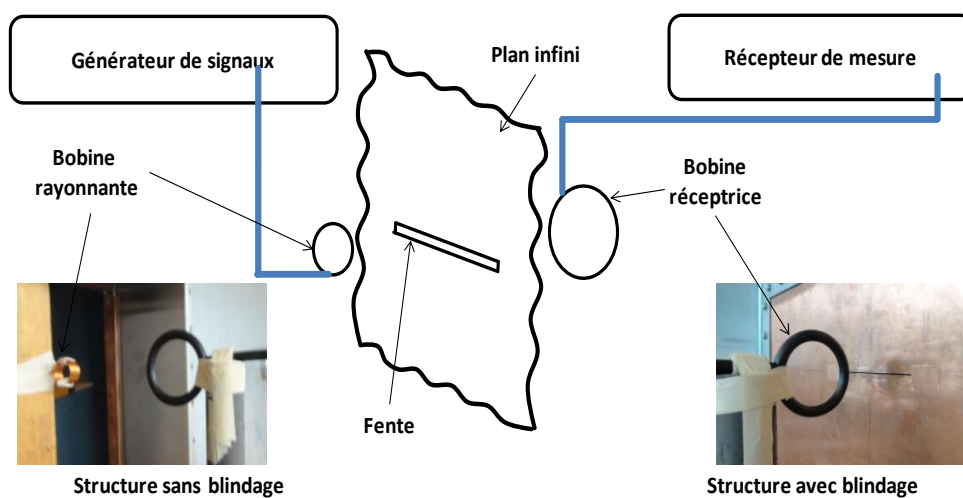 Générateur de signaux
Plan infini
Récepteur de mesure
Bobine
rayonnante
Bobine
réceptrice
Fente
Structure sans blindage
Structure avec blindage